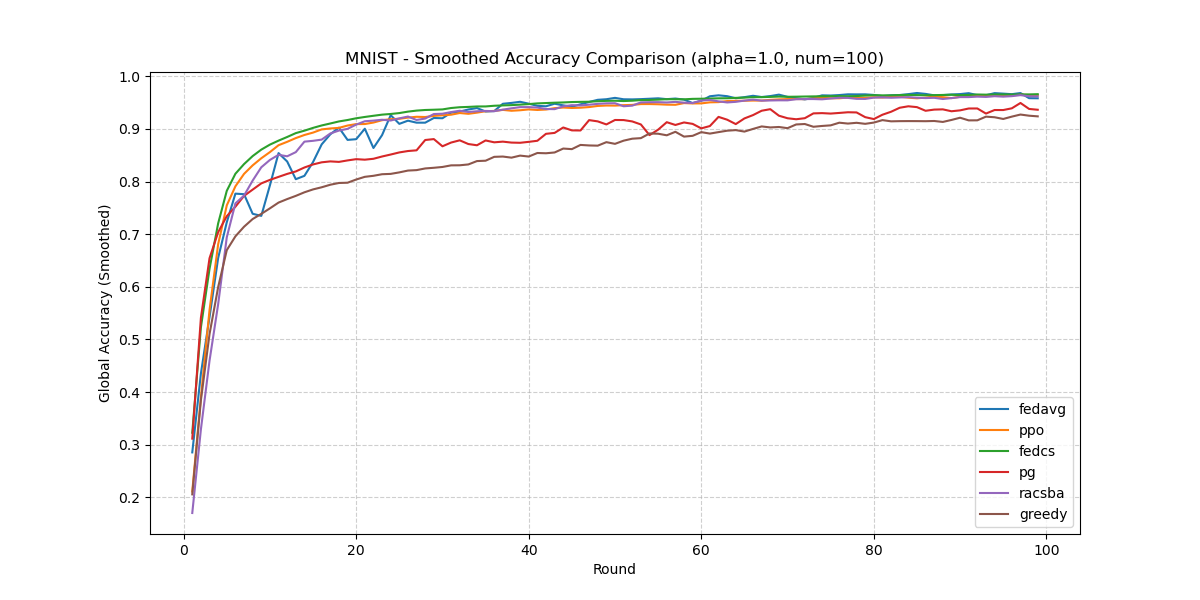 MNIST - Smoothed Accuracy Comparison (alpha=1.0, num=100)
Global Accuracy (Smoothed)
1.0
0.9
0.8
0.7
0.6
0.5
0.4
0.3
0.2
0
20
40
60
80
100
Round
fedavg
ppo
fedcs
pg
racsba
greedy